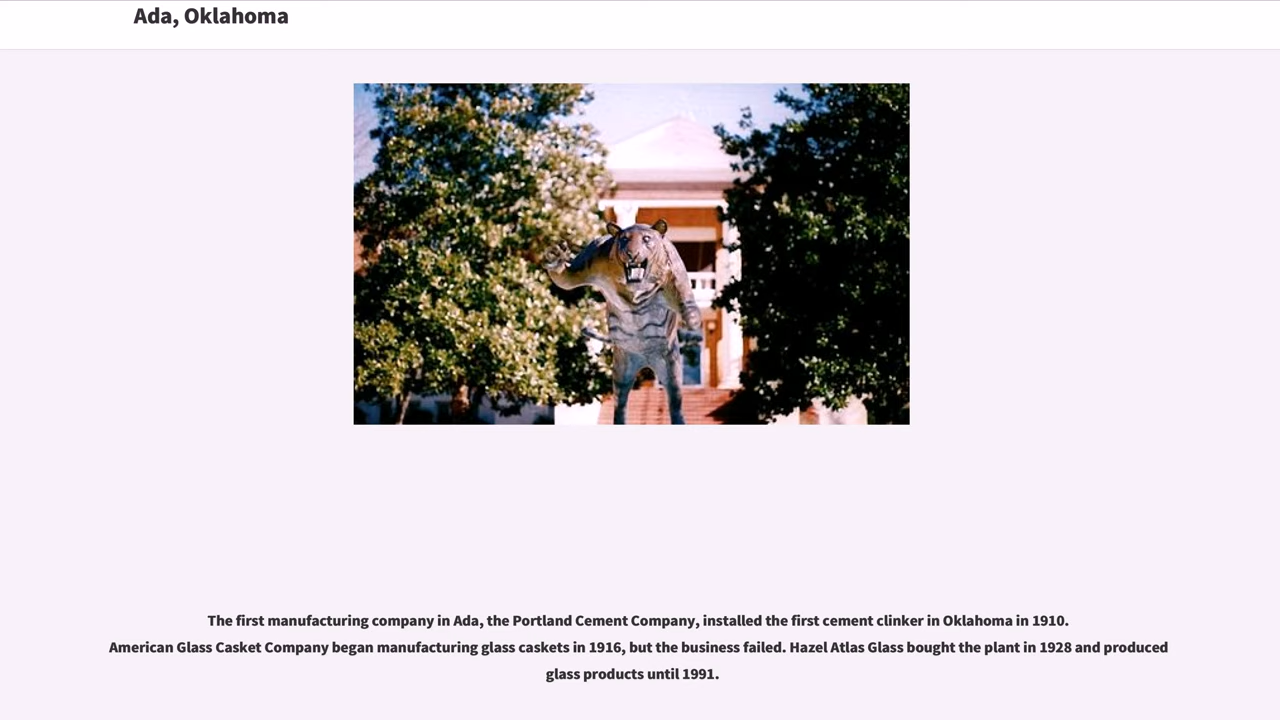 Ada, Oklahoma
The first manufacturing company in Ada, the Portland Cement Company, installed the first cement clinker in Oklahoma in 1910.
American Glass Casket Company began manufacturing glass caskets in 1916, but the business failed. Hazel Atlas Glass bought the plant in 1928 and produced
glass products until 1991.